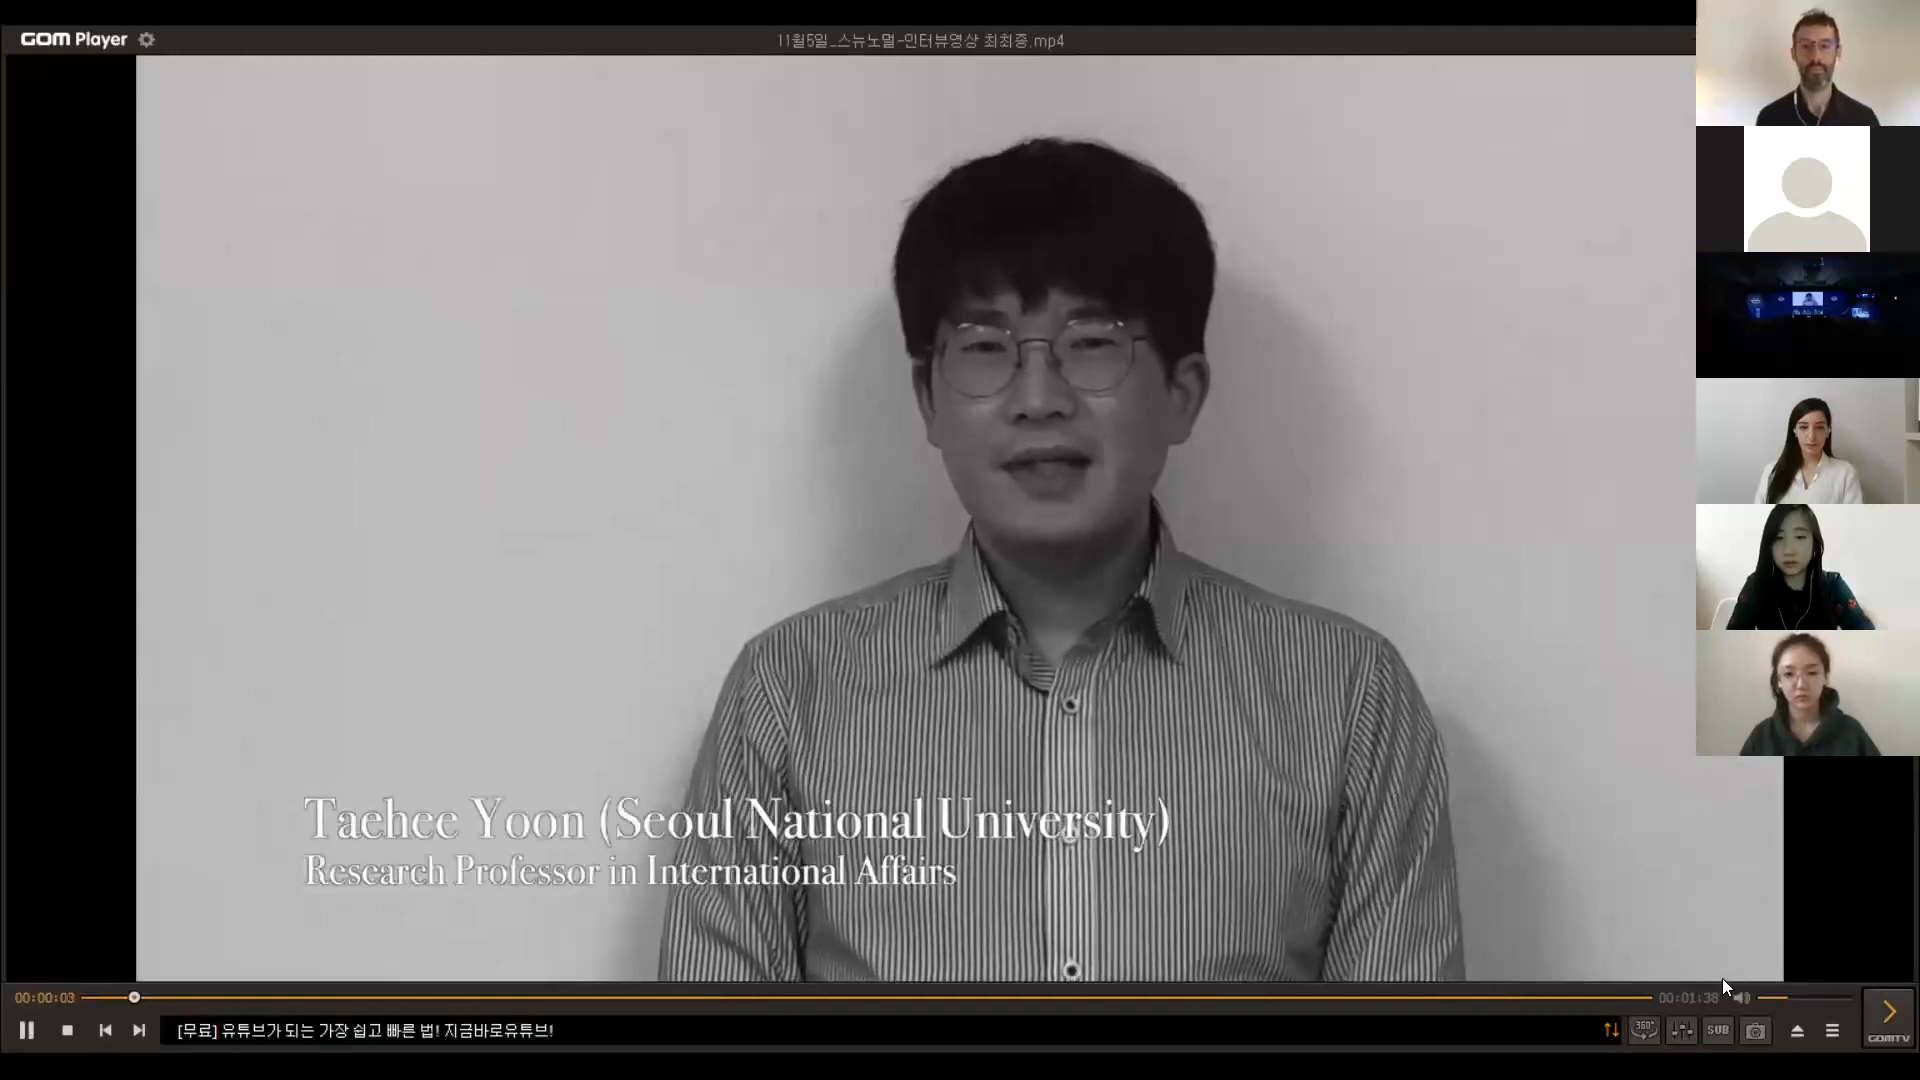 GOM Player
11월5일_스뉴노멀-인터뷰영상 최최종.mp4
Taehee Yoon (Seoul National University)
Research Professor in International Affairs
00:00:03
00:01:38
[무료] 유튜브가 되는 가장 쉽고 빠른 법! 지금바로유튜브!
360°
SUB
GOMTV